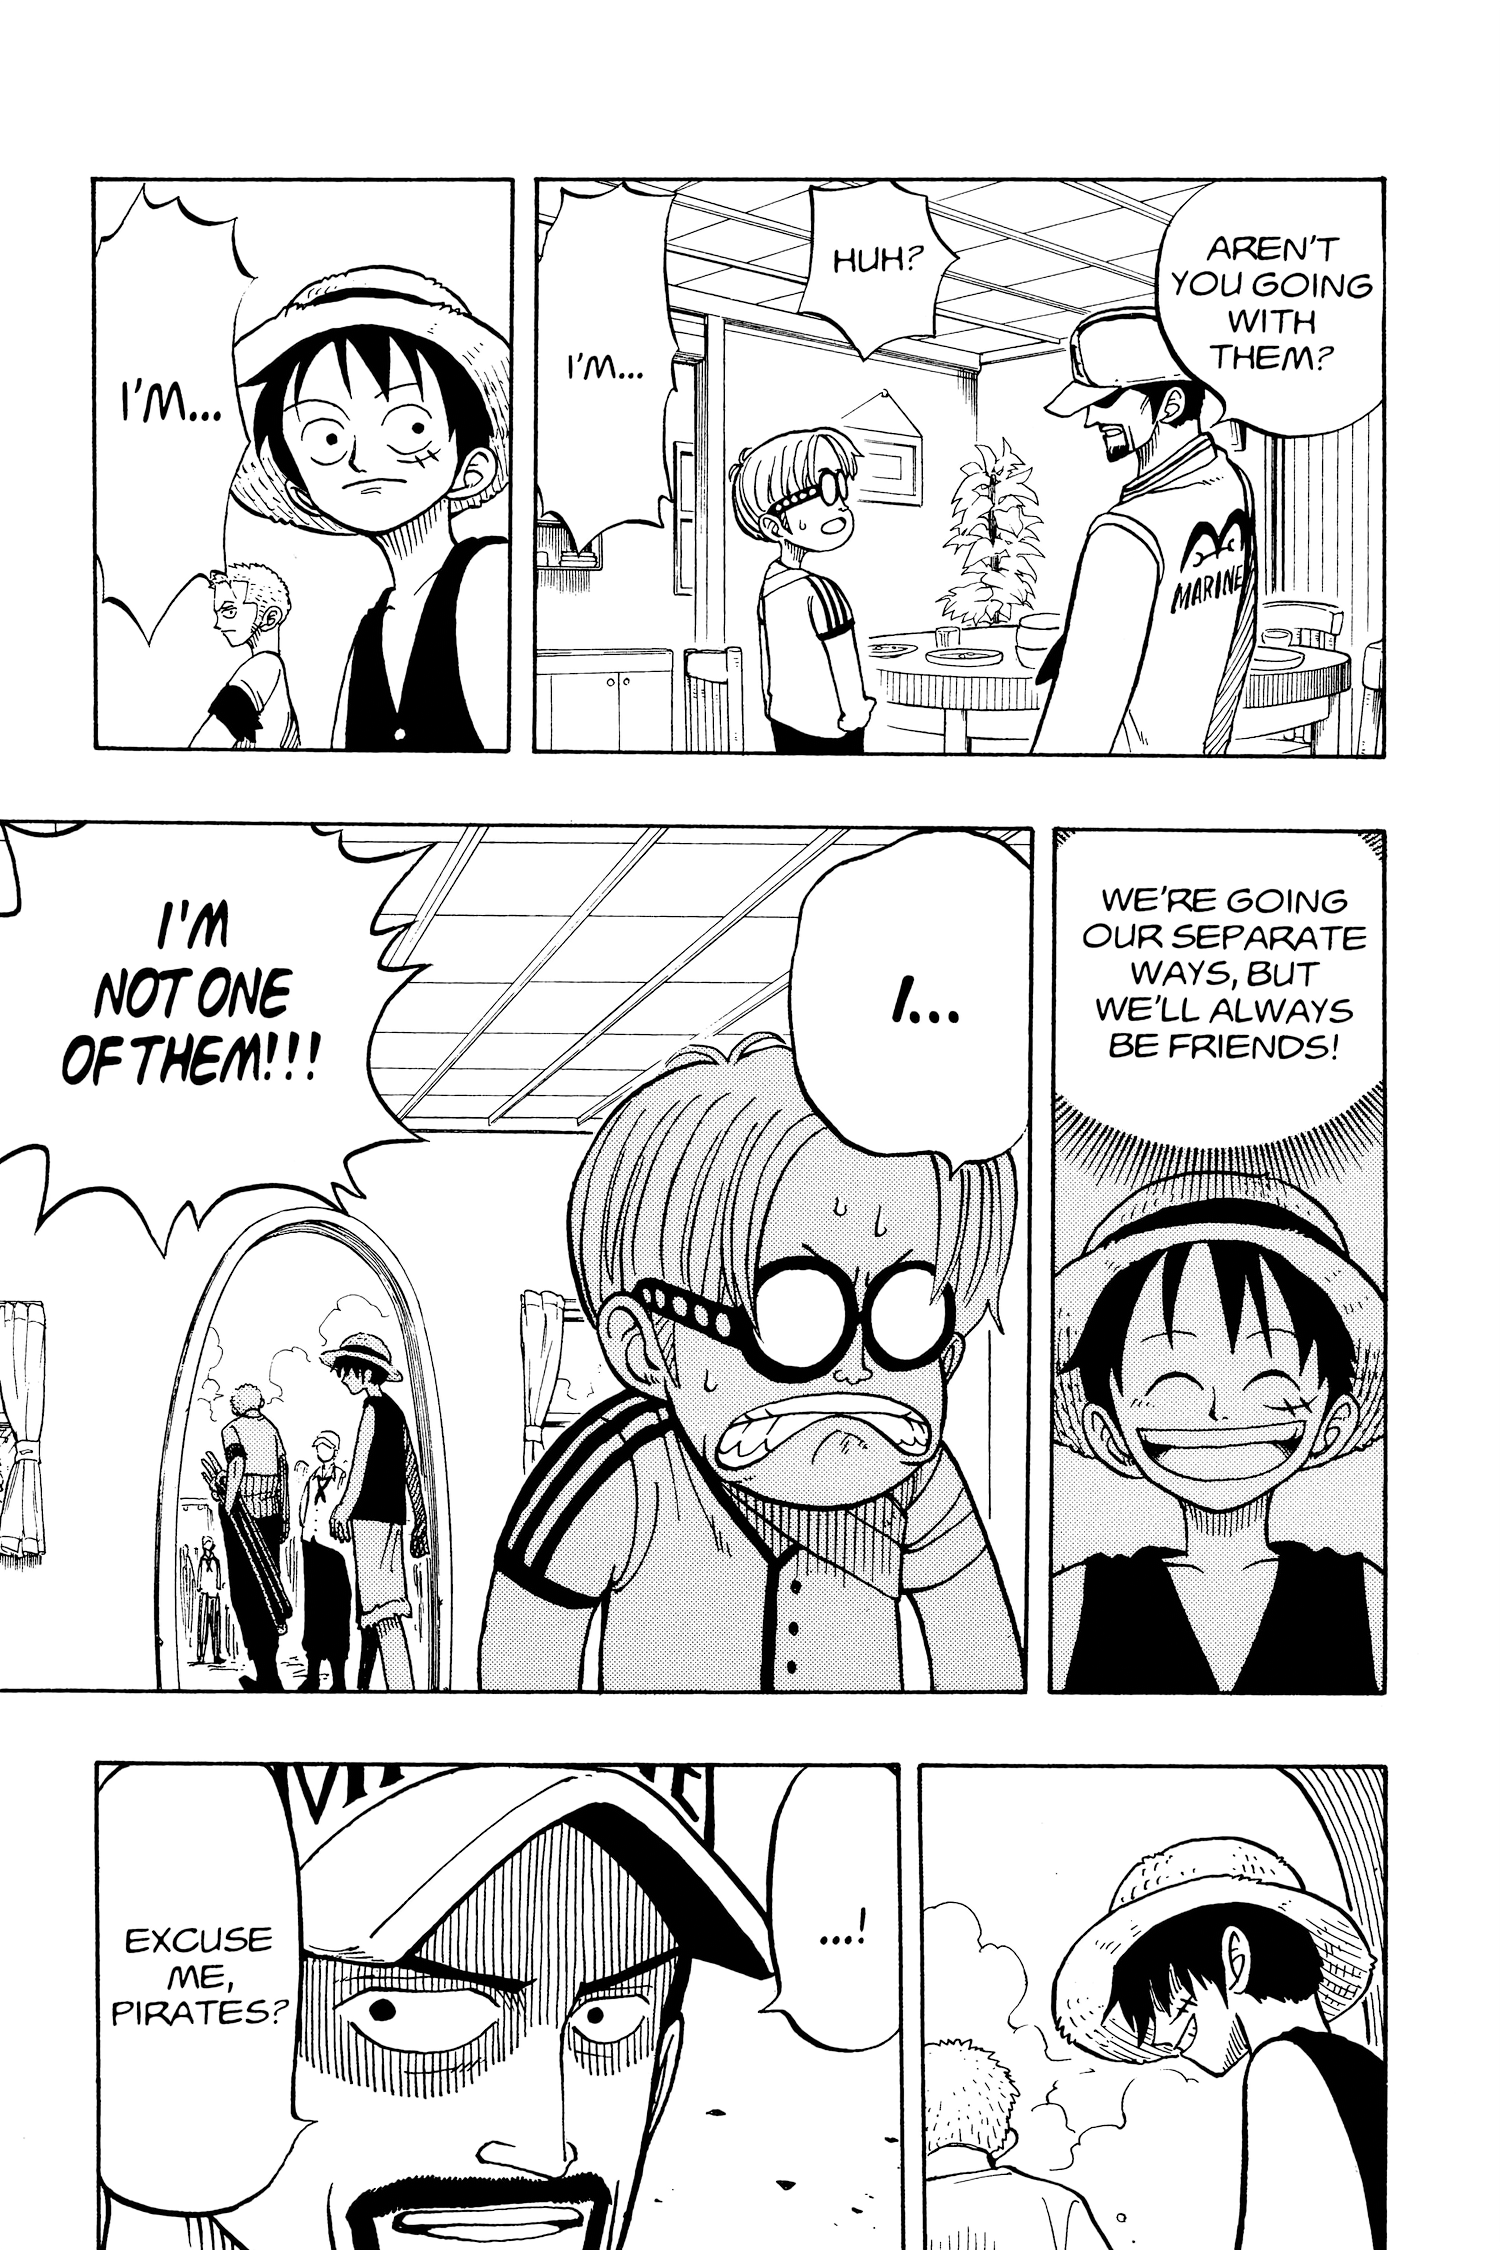 AREN'T
YOU GOING
WITH
THEM?
HUH?
I'M...
MARINE
I'M...
WE'RE GOING
OUR SEPARATE
WAYS, BUT
WE'LL ALWAYS
BE FRIENDS!
I...
I'M
NOT ONE
OF THEM!!!
...!
EXCUSE
ME,
PIRATES?